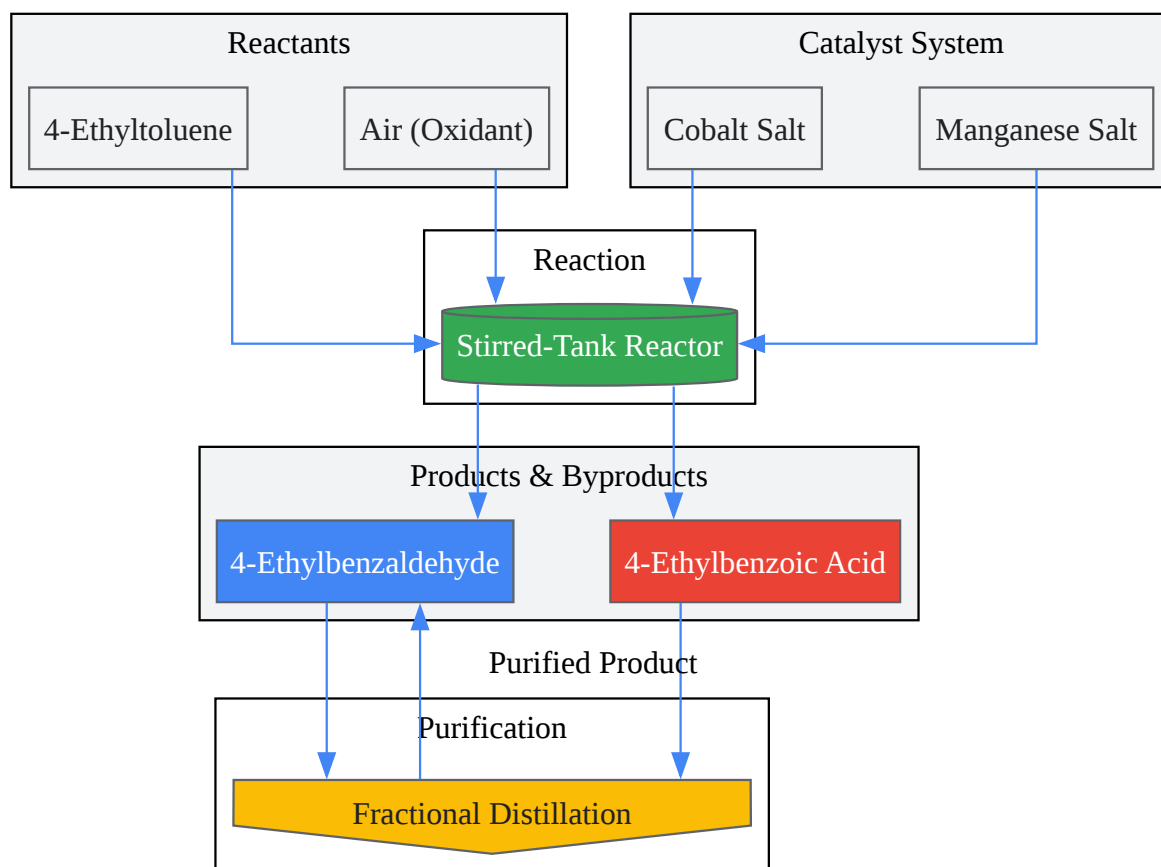 Reactants
Catalyst System
4-Ethyltoluene
Air (Oxidant)
Cobalt Salt
Manganese Salt
Reaction
Stirred-Tank Reactor
Products & Byproducts
4-Ethylbenzaldehyde
4-Ethylbenzoic Acid
Purified Product
Purification
Fractional Distillation